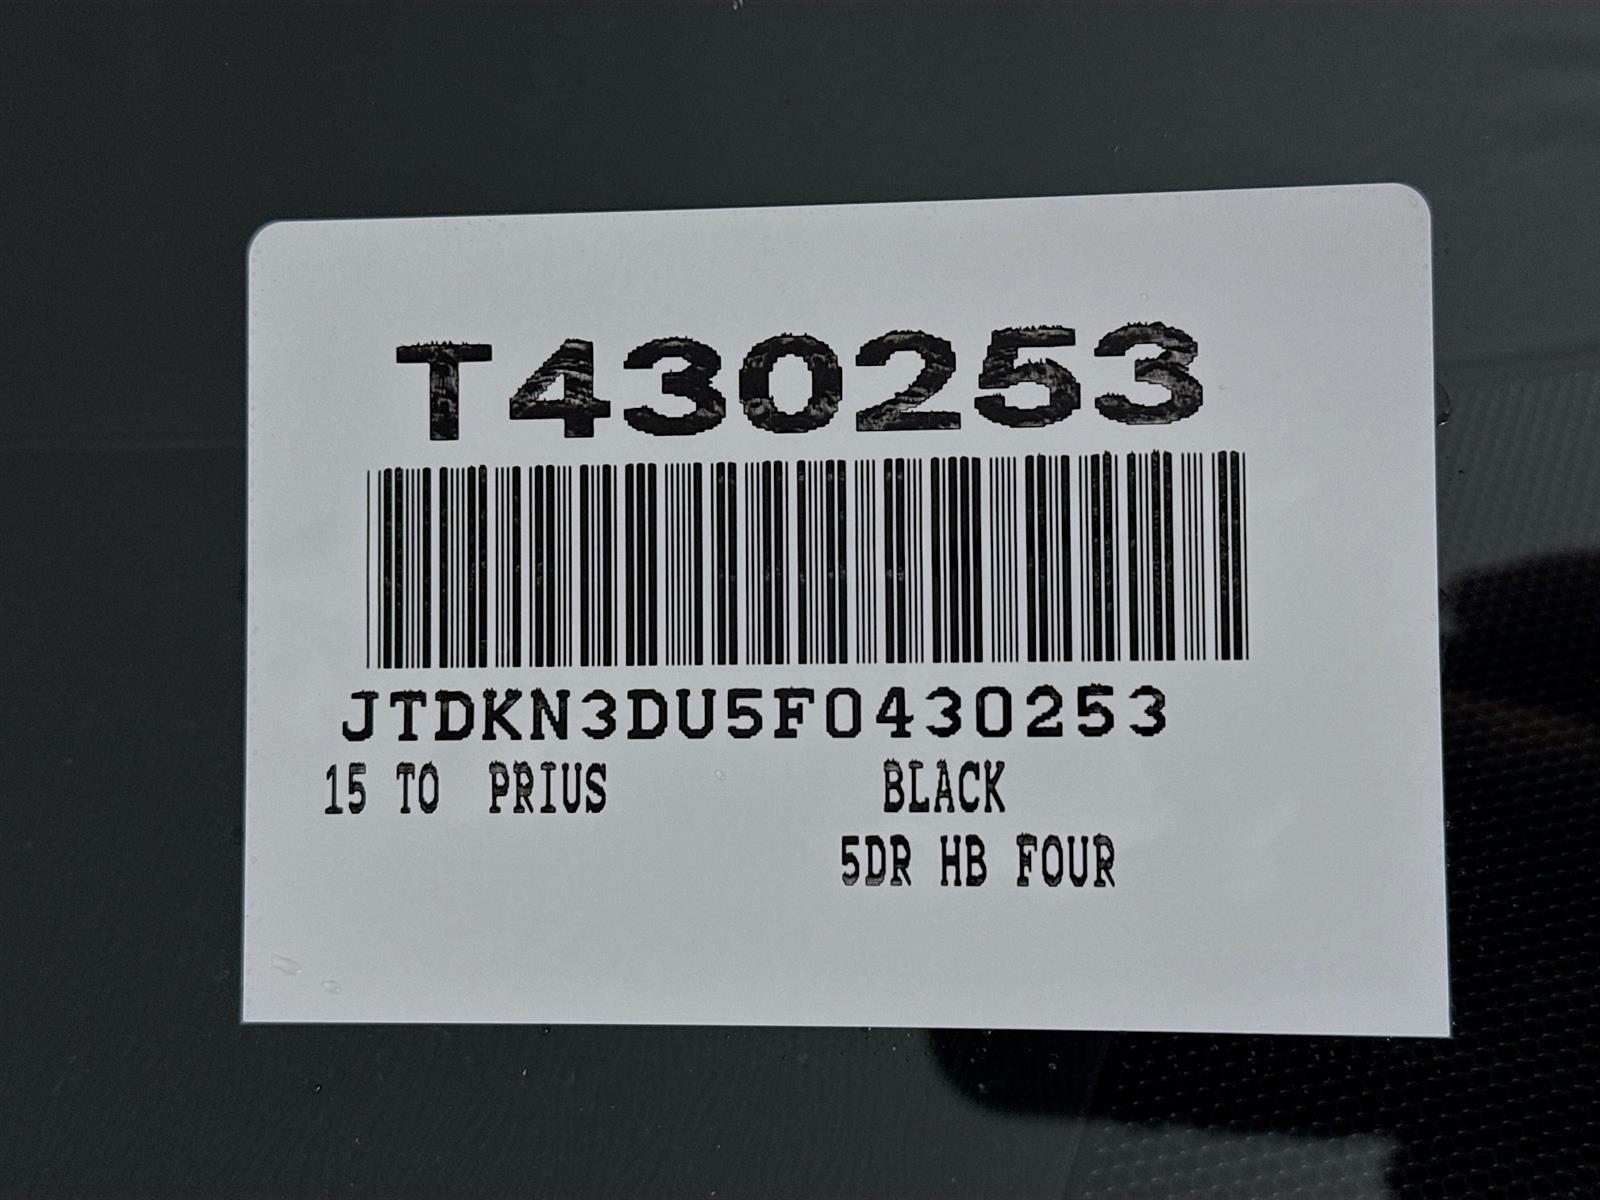 T430253
JTDKN3DU5F0430253
15 TO PRIUS BLACK
5DR HB FOUR